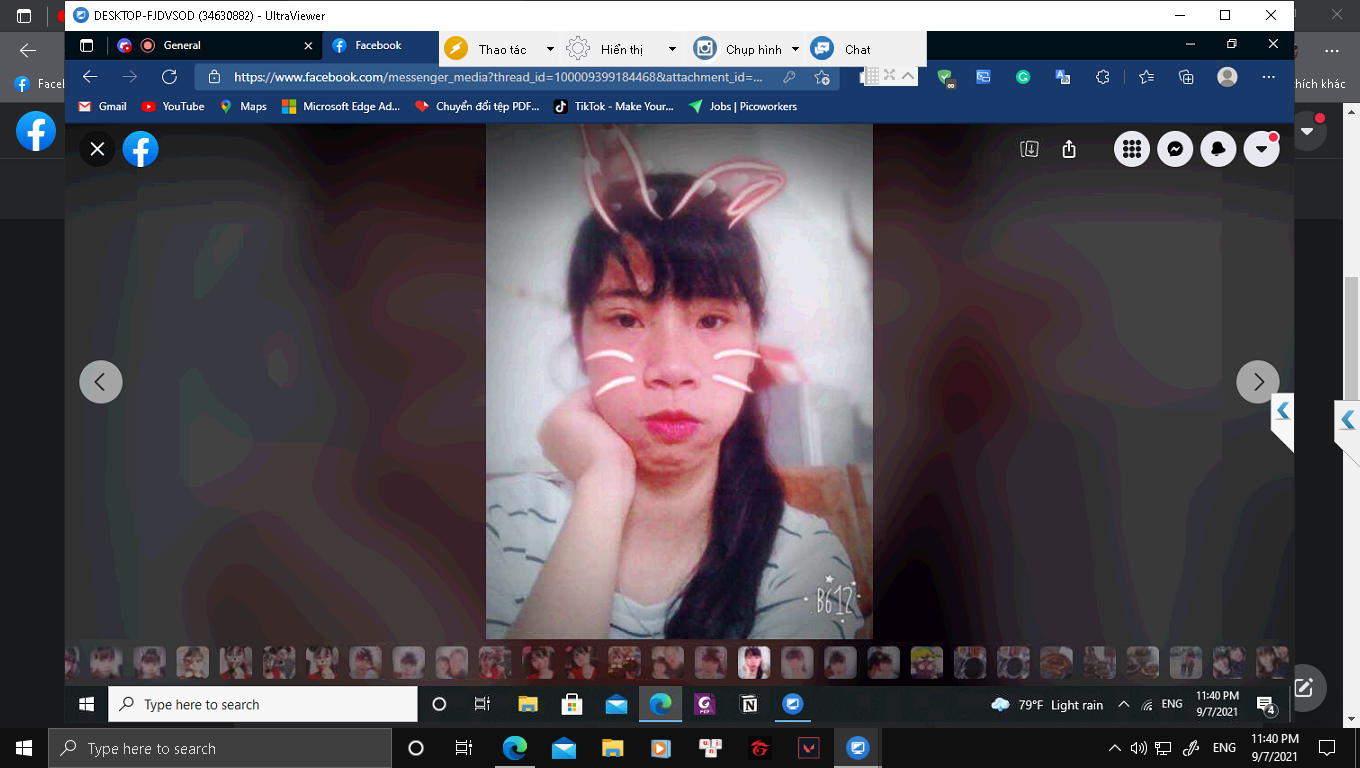 DESKTOP-FJDVSOD (34630882) - UltraViewer
General
Facebook
Thao tác
Hiển thị
Chụp hình
Chat
https://www.facebook.com/messenger_media?thread_id=100009399184468&attachment_id=...
Faceb
hích khác
Gmail
YouTube
Maps
Microsoft Edge Ad...
Chuyển đổi tệp PDF...
TikTok - Make Your...
Jobs | Picoworkers
B612
Type here to search
79°F Light rain
ENG
11:40 PM
9/7/2021
4
Type here to search
ENG
11:40 PM
9/7/2021